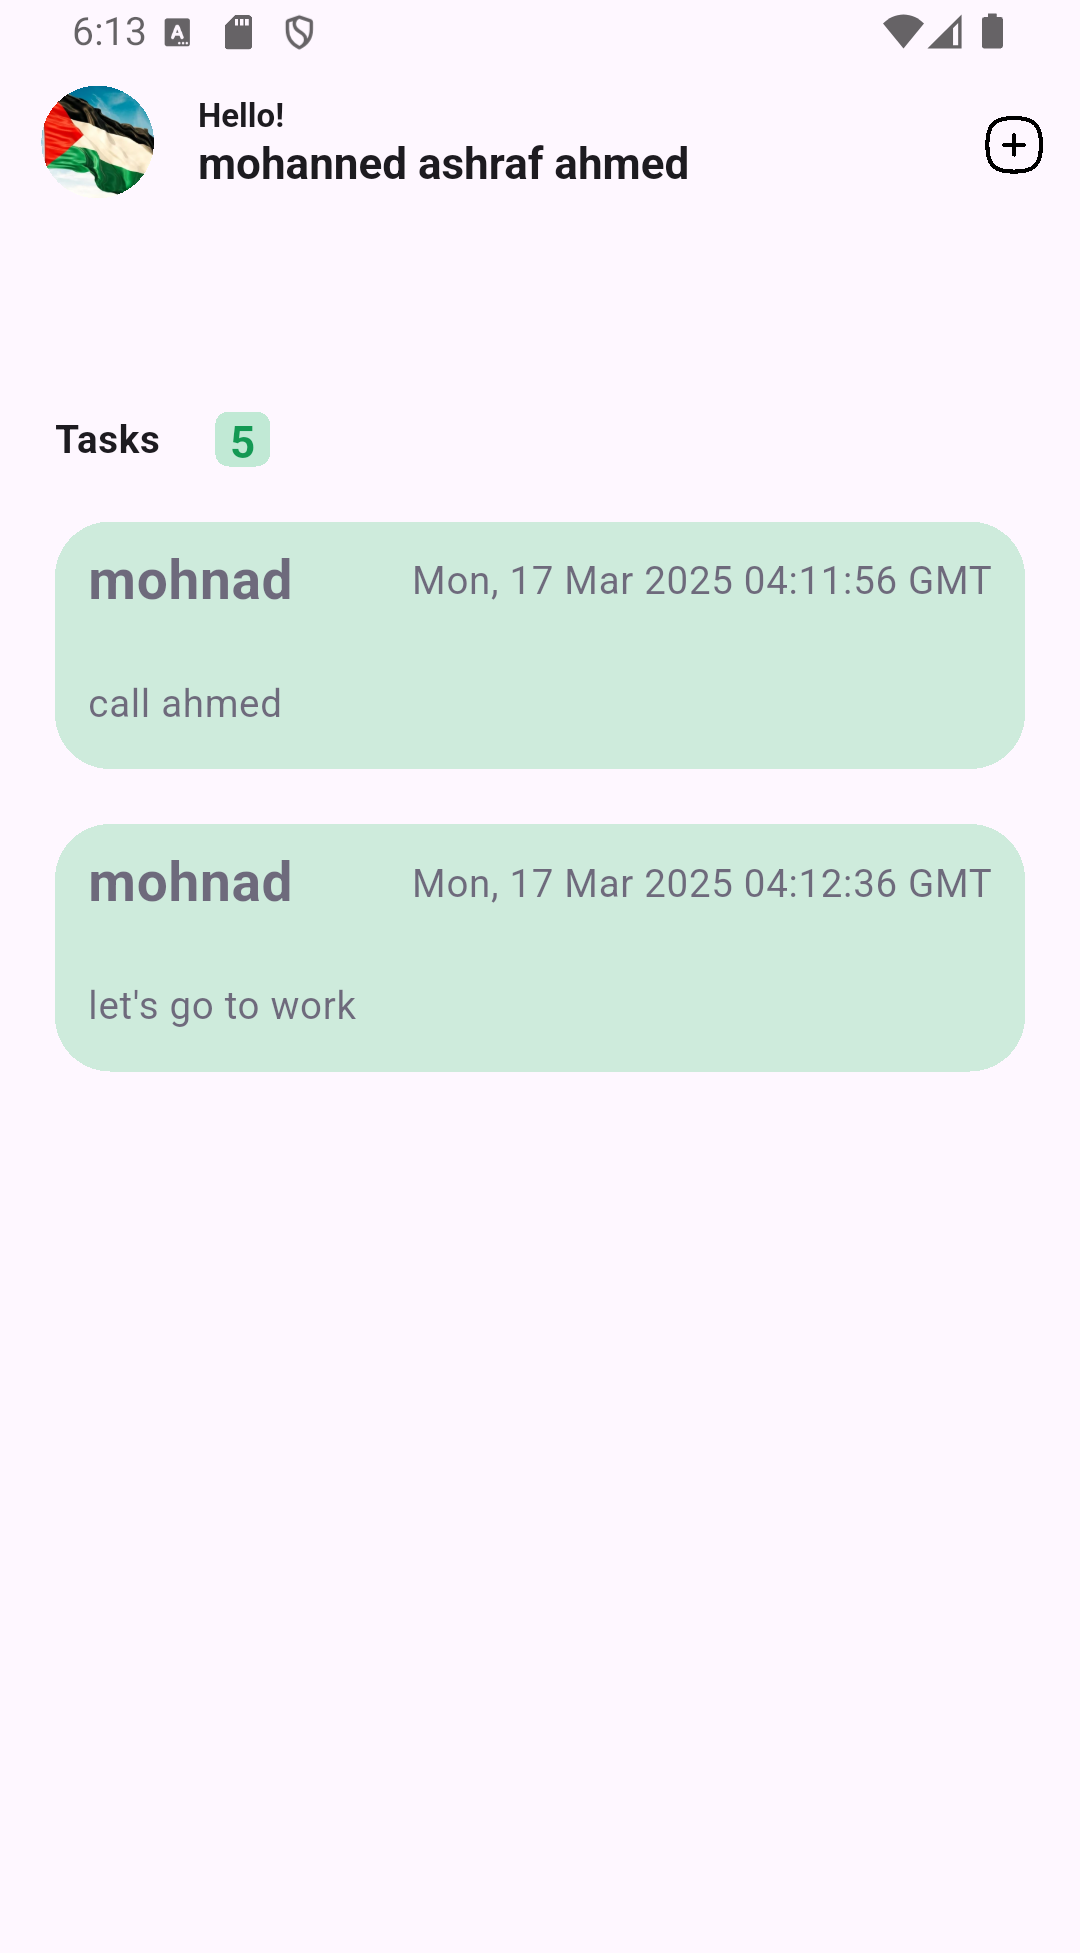 6:13
Hello!
mohanned ashraf ahmed
Tasks 5
mohnad Mon, 17 Mar 2025 04:11:56 GMT
call ahmed
mohnad Mon, 17 Mar 2025 04:12:36 GMT
let's go to work